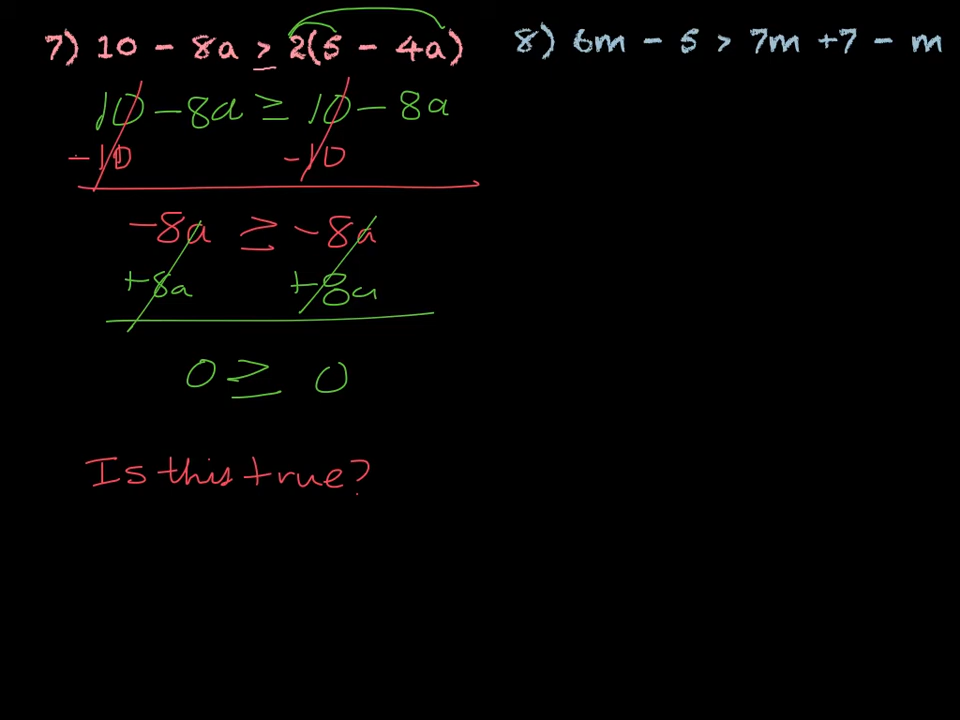 7) 10 - 8a ≥ 2(5 - 4a)
10 - 8a ≥ 10 - 8a
-10 -10
-8a ≥ -8a
+8a +8a
0 ≥ 0
Is this true?
8) 6m - 5 > 7m +7 - m